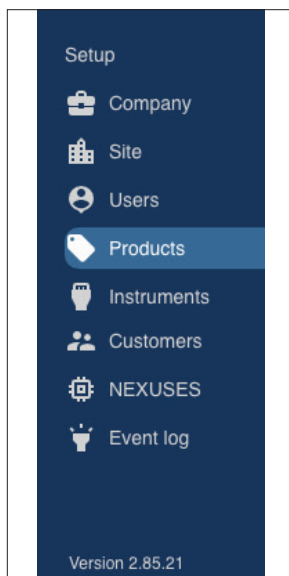 Setup
Company
Site
Users
Products
Instruments
Customers
NEXUSES
Event log
Version 2.85.21